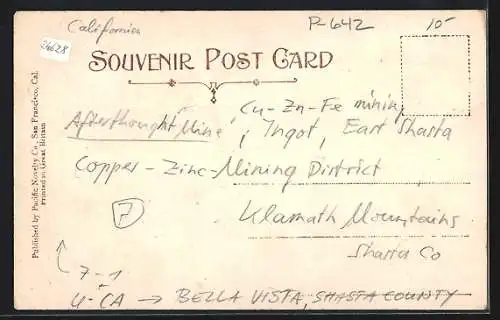 California
P-642
10-
24628
SOUVENIR POST CARD
Cu-Zn-Fe mining
Afterthought Mine, Ingot, East Shasta
Copper-Zinc-Mining District
7
Klamath Mountains
Shasta Co
7-1
U-CA → BELLA VISTA, SHASTA COUNTY
Published by Pacific Novelty Co., San Francisco, Cal.
Printed in Great Britain